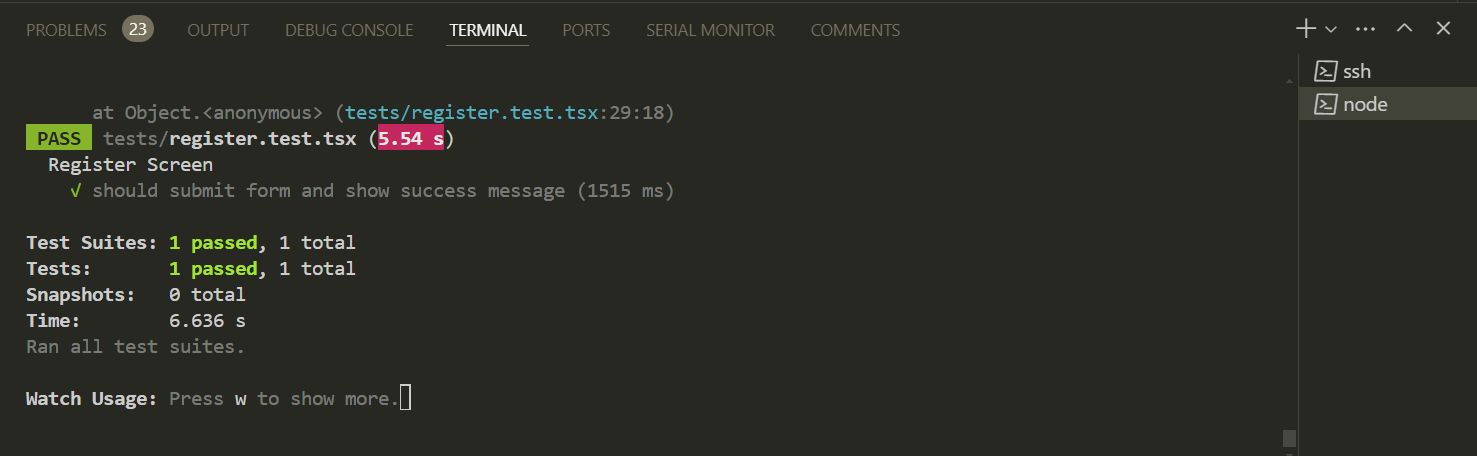 PROBLEMS 23 OUTPUT DEBUG CONSOLE TERMINAL PORTS SERIAL MONITOR COMMENTS
ssh
node
at Object.<anonymous> (tests/register.test.tsx:29:18)
PASS tests/register.test.tsx (5.54 s)
Register Screen
√ should submit form and show success message (1515 ms)
Test Suites: 1 passed, 1 total
Tests: 1 passed, 1 total
Snapshots: 0 total
Time: 6.636 s
Ran all test suites.
Watch Usage: Press w to show more.